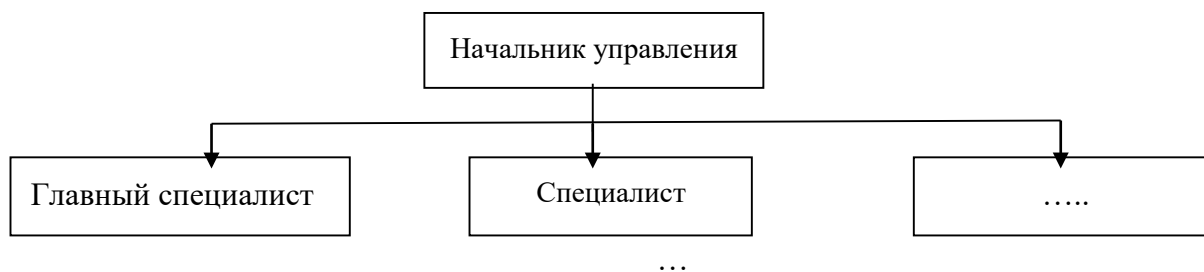 Начальник управления
Главный специалист
Специалист
…..
…